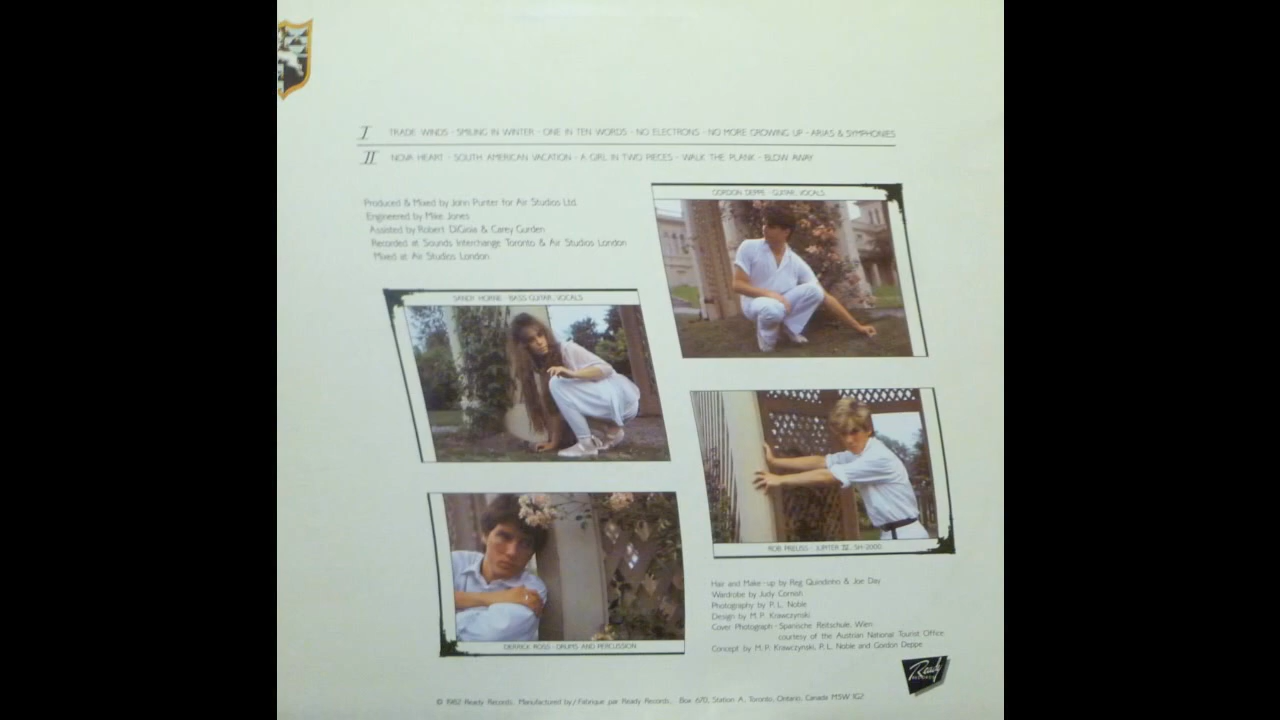 I TRADE WINDS - SMILING IN WINTER - ONE IN TEN WORDS - NO ELECTRONS - NO MORE GROWING UP - ARIAS & SYMPHONIES
II NOVA HEART - SOUTH AMERICAN VACATION - A GIRL IN TWO PIECES - WALK THE PLANK - BLOW AWAY
Produced & Mixed by John Punter for Air Studios Ltd.
Engineered by Mike Jones
Assisted by Robert DiGioia & Carey Gurden
Recorded at Sounds Interchange Toronto & Air Studios London
Mixed at Air Studios London
GORDON DEPPE - GUITAR, VOCALS
SANDY HORNE - BASS GUITAR, VOCALS
ROB PREUSS - JUPITER IV, SH-2000
DERRICK ROSS - DRUMS AND PERCUSSION
Hair and Make-up by Reg Quindinho & Joe Day
Wardrobe by Judy Cornish
Photography by P. L. Noble
Design by M. P. Krawczynski
Cover Photograph - Spanische Reitschule, Wien
courtesy of the Austrian National Tourist Office
Concept by M. P. Krawczynski, P. L. Noble and Gordon Deppe
Ready
RECORDS
© 1982 Ready Records. Manufactured by / Fabriqué par Ready Records. Box 670, Station A, Toronto, Ontario, Canada M5W 1G2